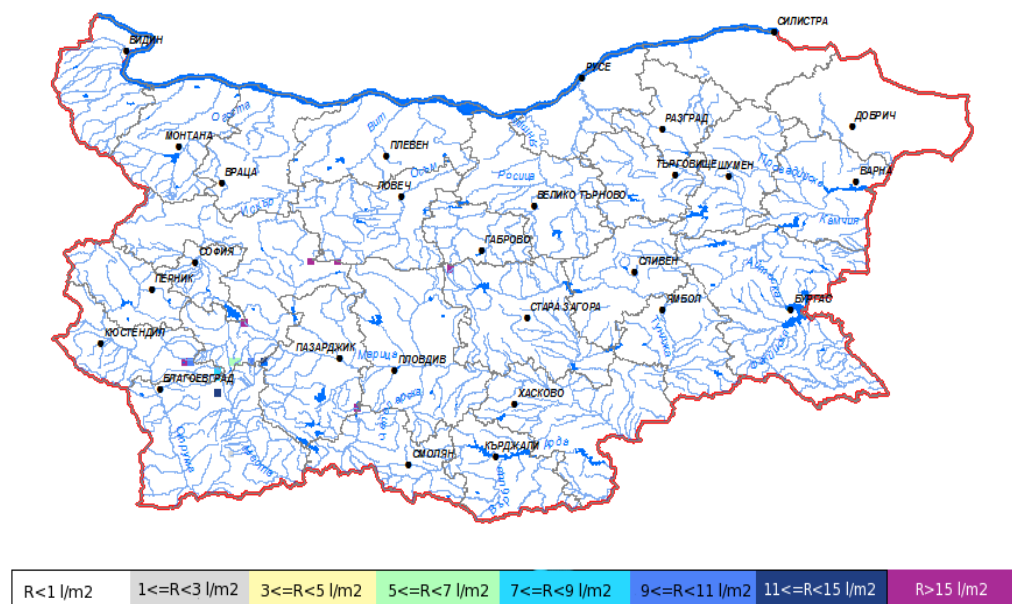 СИЛИСТРА
ВИДИН
РУСЕ
Огоста
Вит
ДОБРИЧ
РАЗГРАД
МОНТАНА
ПЛЕВЕН
Осъм
ТЪРГОВИЩЕ
ШУМЕН
ВРАЦА
ВАРНА
ЛОВЕЧ
Росица
ВЕЛИКО ТЪРНОВО
Искър
Камчия
ГАБРОВО
СОФИЯ
СЛИВЕН
ПЕРНИК
ЯМБОЛ
БУРГАС
СТАРА ЗАГОРА
КЮСТЕНДИЛ
ПАЗАРДЖИК
Марица
ПЛОВДИВ
БЛАГОЕВГРАД
ХАСКОВО
КЪРДЖАЛИ
СМОЛЯН
R<1 l/m2
1<=R<3 l/m2
3<=R<5 l/m2
5<=R<7 l/m2
7<=R<9 l/m2
9<=R<11 l/m2
11<=R<15 l/m2
R>15 l/m2